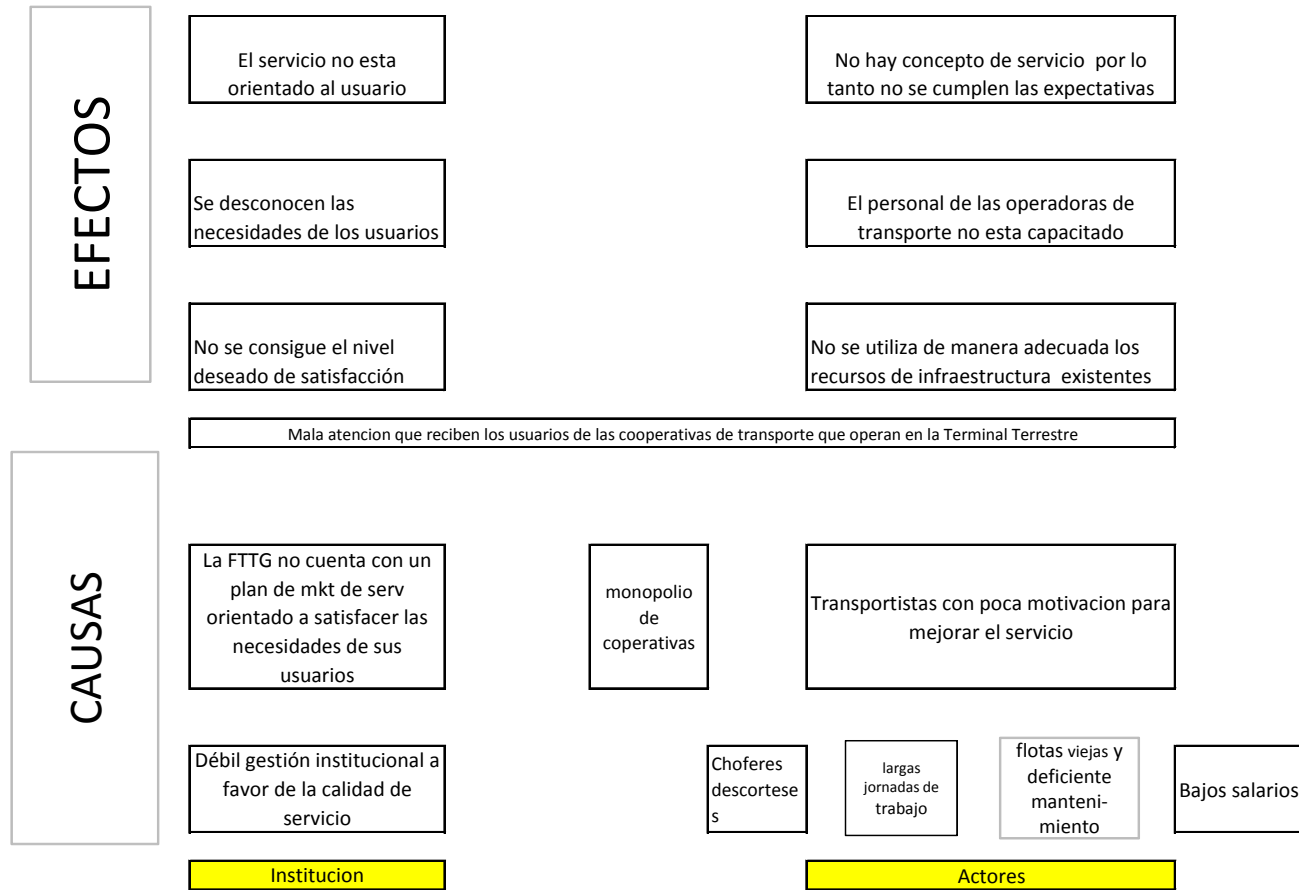 EFECTOS
El servicio no esta
orientado al usuario
No hay concepto de servicio por lo
tanto no se cumplen las expectativas
Se desconocen las
necesidades de los usuarios
El personal de las operadoras de
transporte no esta capacitado
No se consigue el nivel
deseado de satisfacción
No se utiliza de manera adecuada los
recursos de infraestructura existentes
Mala atencion que reciben los usuarios de las cooperativas de transporte que operan en la Terminal Terrestre
CAUSAS
La FTTG no cuenta con un
plan de mkt de serv
orientado a satisfacer las
necesidades de sus
usuarios
monopolio
de
coperativas
Transportistas con poca motivacion para
mejorar el servicio
Débil gestión institucional a
favor de la calidad de
servicio
Choferes
descortese
s
largas
jornadas de
trabajo
flotas viejas y
deficiente
manteni-
miento
Bajos salarios
Institucion
Actores